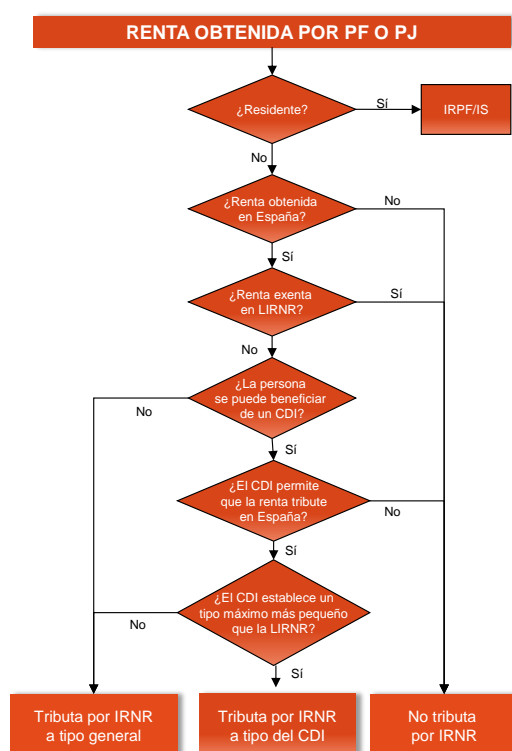 RENTA OBTENIDA POR PF O PJ
¿Residente?
Sí
IRPF/IS
No
¿Renta obtenida
en España?
No
Sí
¿Renta exenta
en LIRNR?
Sí
No
¿La persona
se puede beneficiar
de un CDI?
No
Sí
¿El CDI permite
que la renta tribute
en España?
No
Sí
¿El CDI establece un
tipo máximo más pequeño
que la LIRNR?
No
Sí
Tributa por IRNR
a tipo general
Tributa por IRNR
a tipo del CDI
No tributa
por IRNR